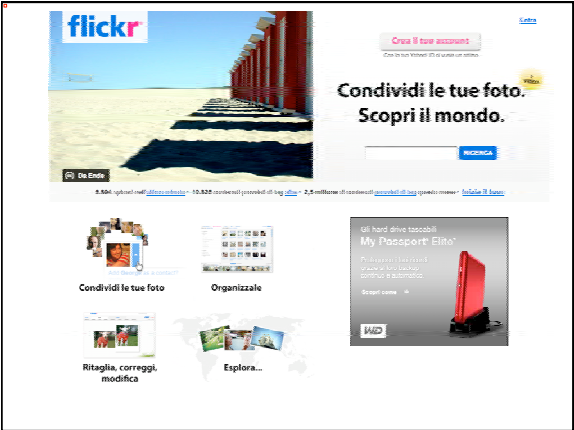 flickr
Entra
Crea il tuo account
Condividi le tue foto.
Scopri il mondo.
RICERCA
Da Ende
Condividi le tue foto
Organizzale
Ritaglia, correggi,
modifica
Esplora...
Gli hard drive tascabili
My Passport Elite
Scopri come
WD